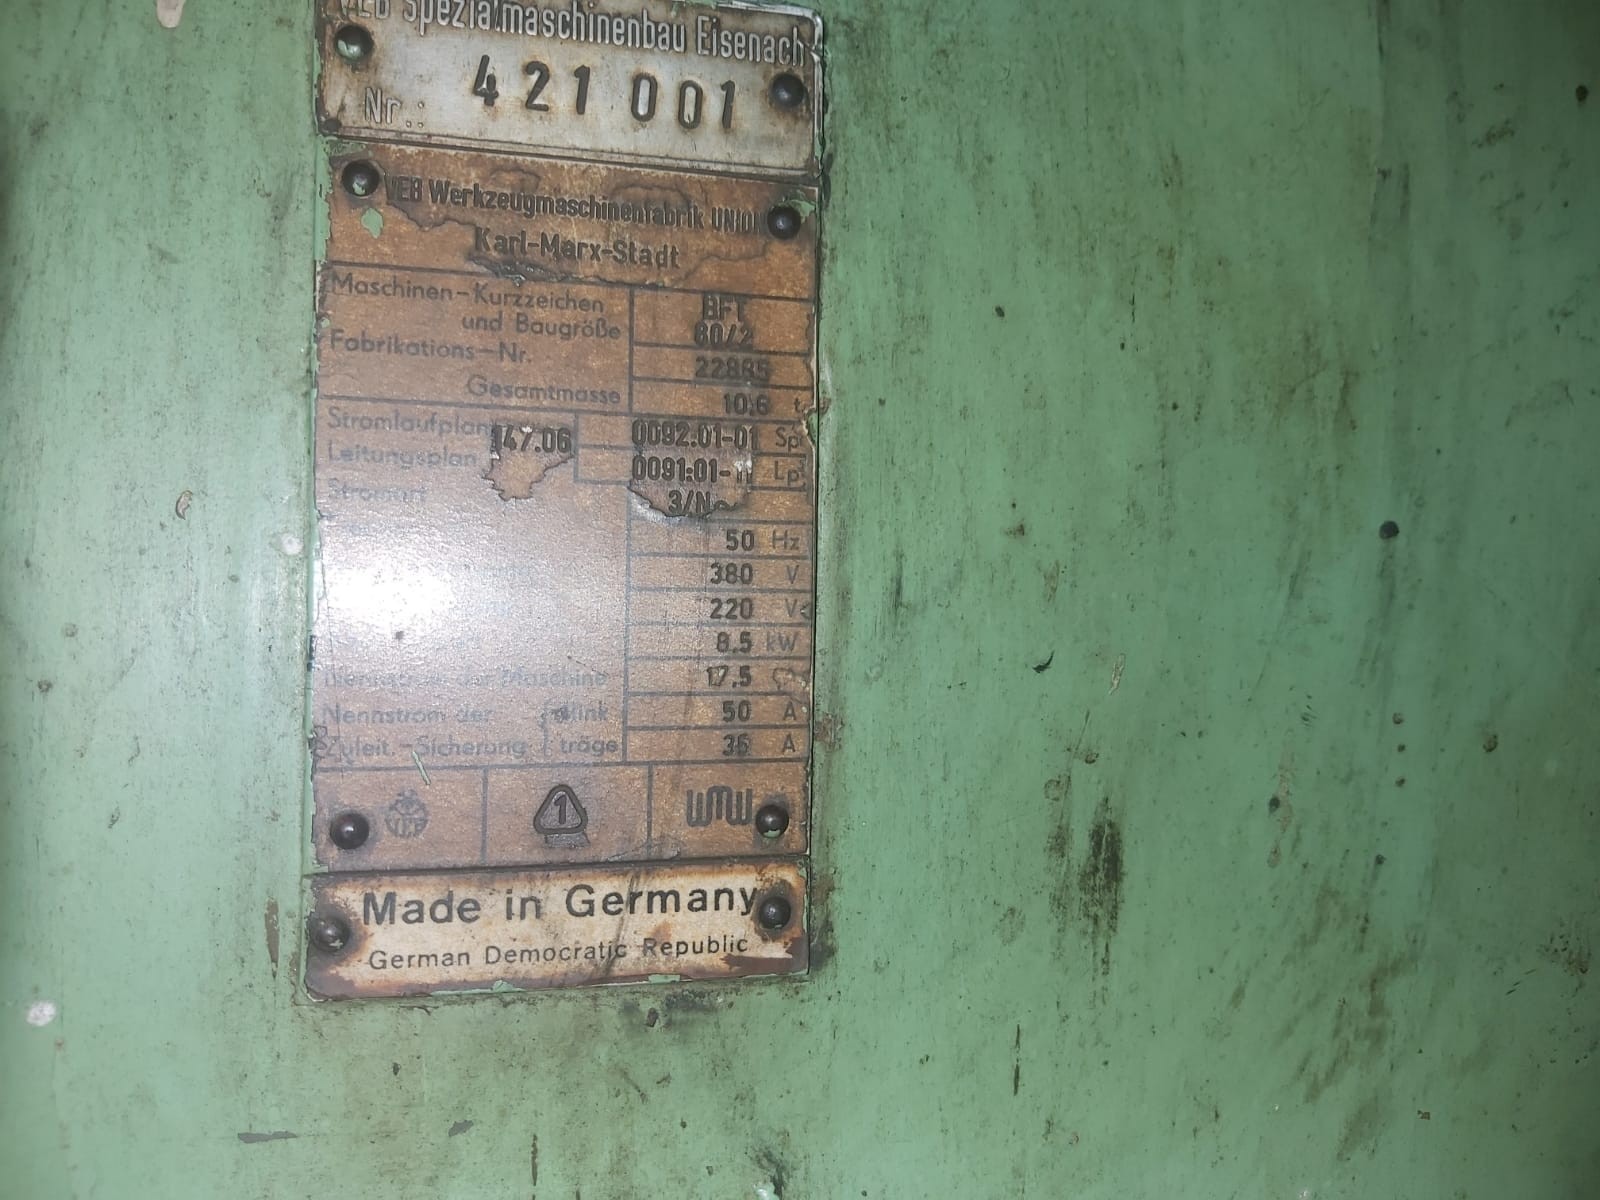 VEB Spezialmaschinenbau Eisenach
Nr.: 421 001
VEB Werkzeugmaschinenfabrik UNION
Karl-Marx-Stadt
Maschinen-Kurzzeichen BFT
und Baugröße 80/2
Fabrikations-Nr. 22885
Gesamtmasse 10,6 t
Stromlaufplan 147.06 0092.01-01 Sp
Leitungsplan 0091.01- Lp
Stromart 3/N~
50 Hz
380 V
220 V
8,5 kW
Nennstrom der Maschine 17,5
Nennstrom der flink 50 A
Zuleit.-Sicherung träge 35 A
VEB 1 WMW
Made in Germany
German Democratic Republic